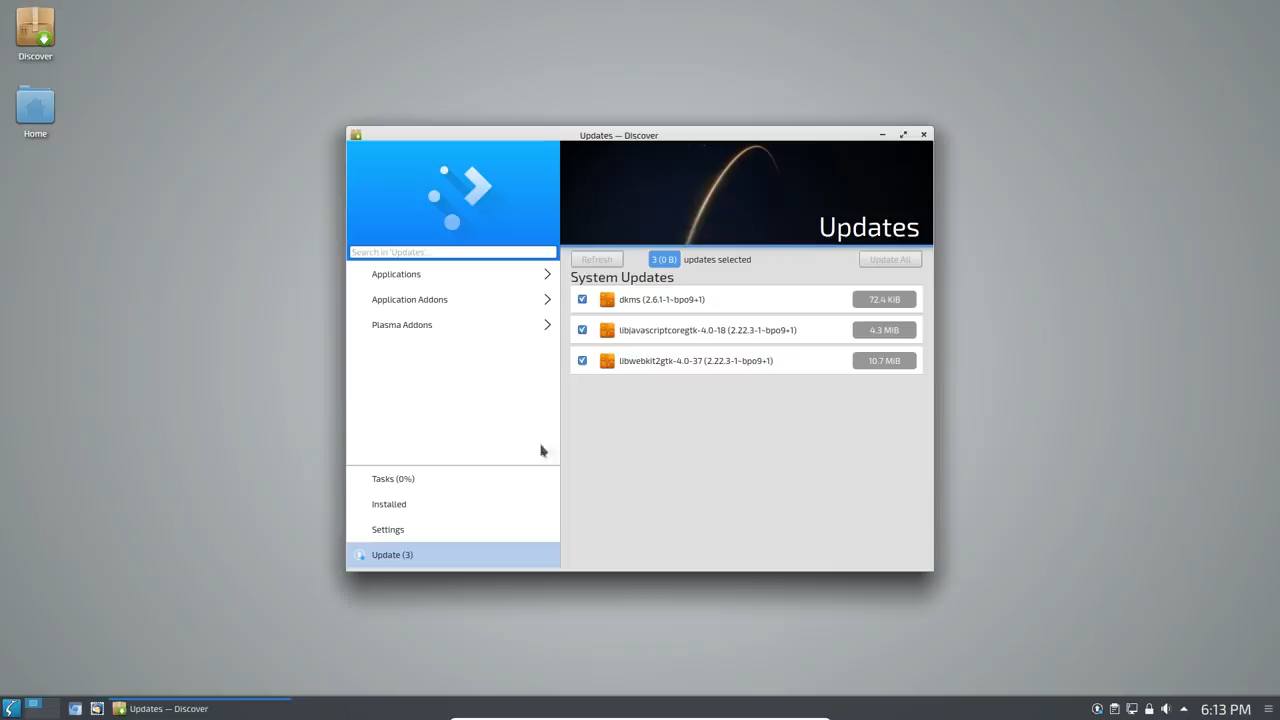 Discover
Home
Updates — Discover
Updates
Search in 'Updates'...
Refresh
3 (0 B) updates selected
Update All
System Updates
Applications
Application Addons
Plasma Addons
dkms (2.6.1-1~bpo9+1)
72.4 KiB
libjavascriptcoregtk-4.0-18 (2.22.3-1~bpo9+1)
4.3 MiB
libwebkit2gtk-4.0-37 (2.22.3-1~bpo9+1)
10.7 MiB
Tasks (0%)
Installed
Settings
Update (3)
Updates — Discover
6:13 PM